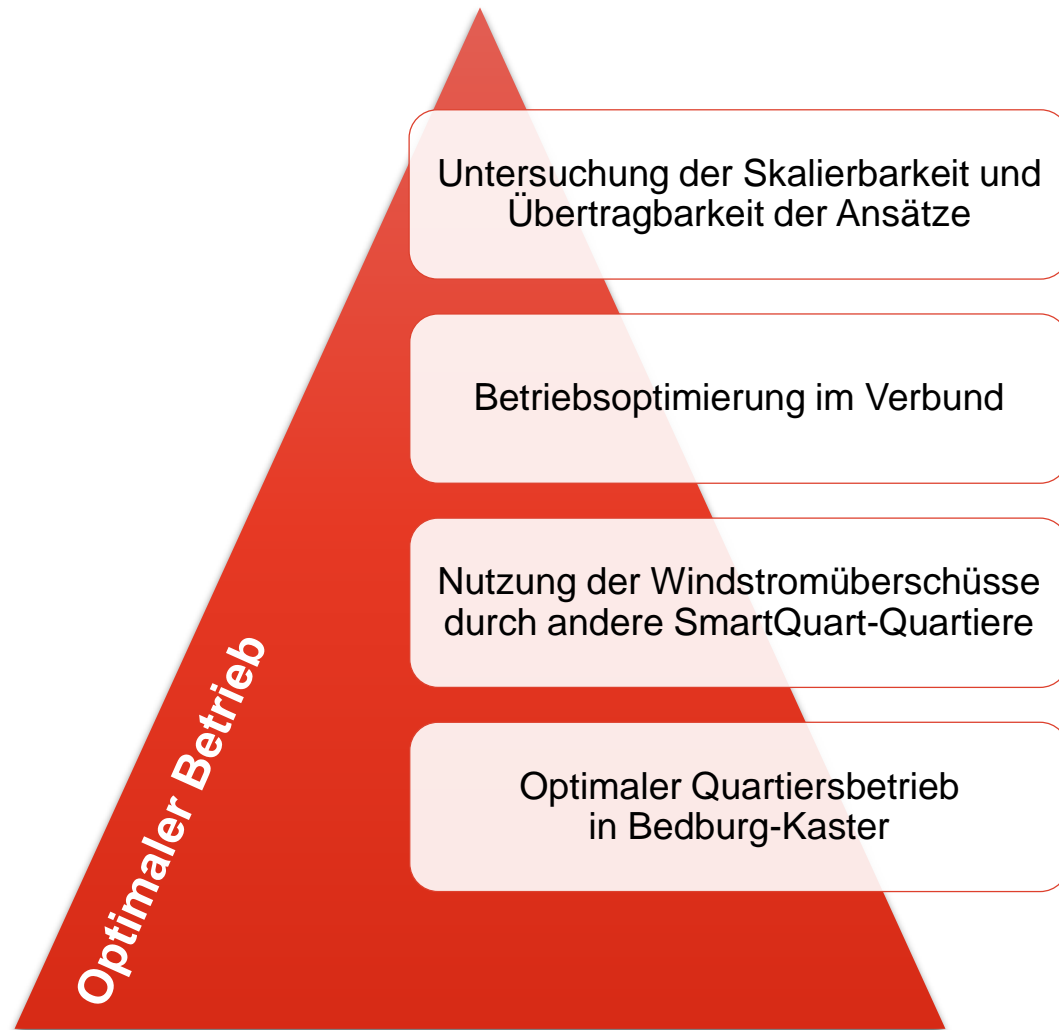 Untersuchung der Skalierbarkeit und
Übertragbarkeit der Ansätze
Betriebsoptimierung im Verbund
Nutzung der Windstromüberschüsse
durch andere SmartQuart-Quartiere
Optimaler Quartiersbetrieb
in Bedburg-Kaster
Optimaler Betrieb